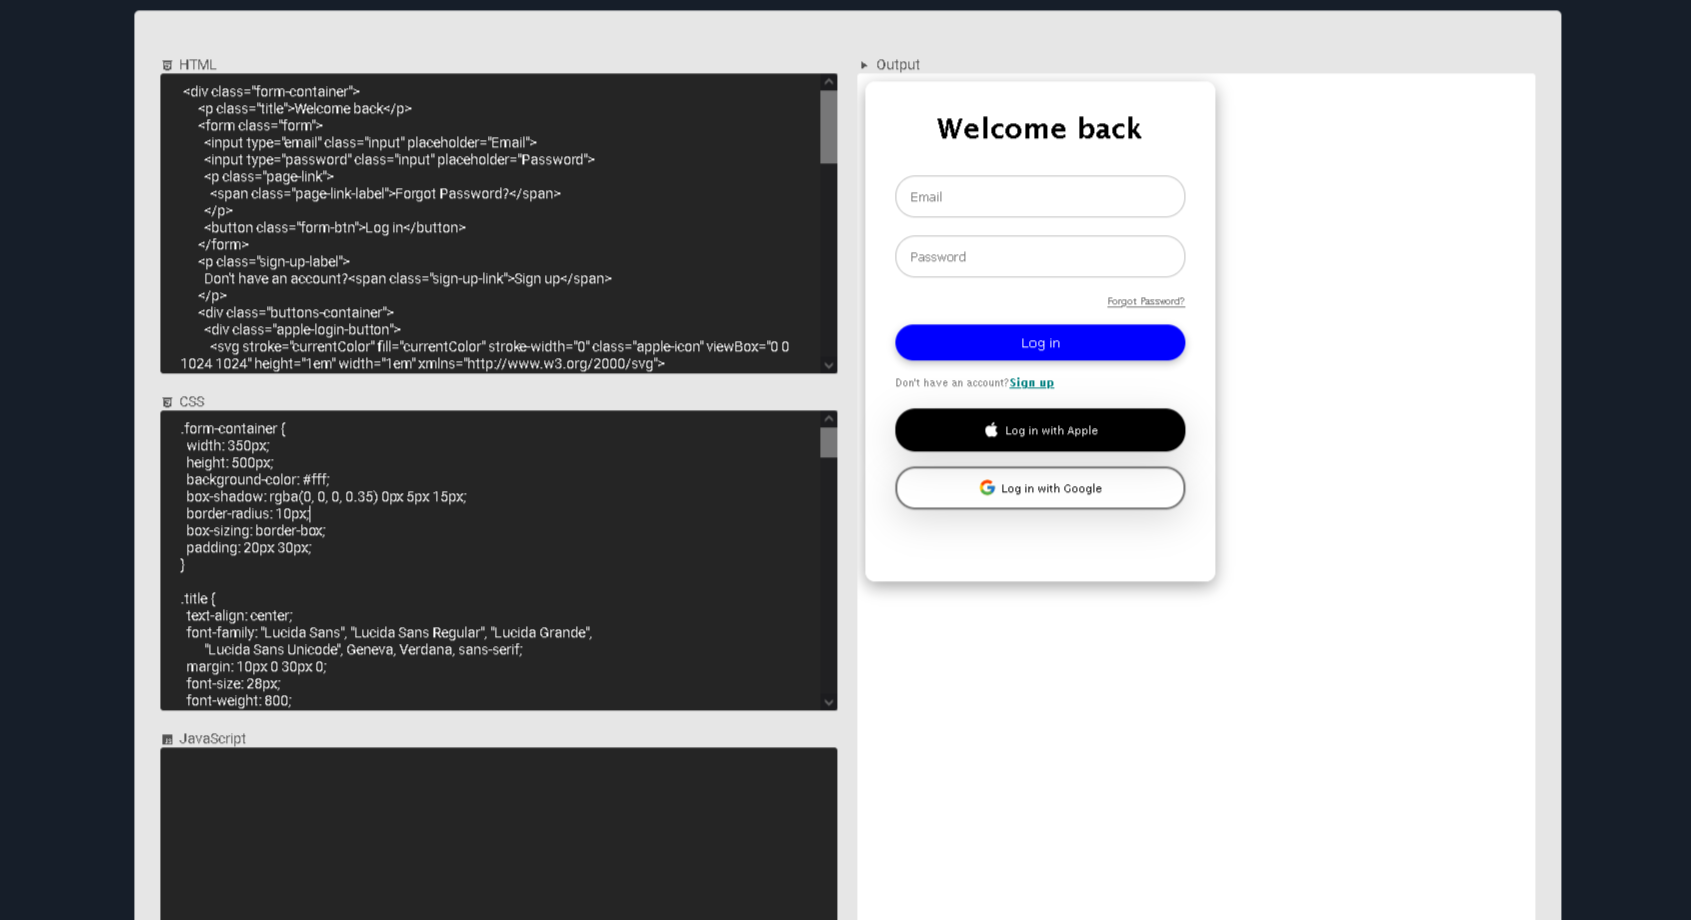 HTML
<div class="form-container">
<p class="title">Welcome back</p>
<form class="form">
<input type="email" class="input" placeholder="Email">
<input type="password" class="input" placeholder="Password">
<p class="page-link">
<span class="page-link-label">Forgot Password?</span>
</p>
<button class="form-btn">Log in</button>
</form>
<p class="sign-up-label">
Don't have an account?<span class="sign-up-link">Sign up</span>
</p>
<div class="buttons-container">
<div class="apple-login-button">
<svg stroke="currentColor" fill="currentColor" stroke-width="0" class="apple-icon" viewBox="0 0
1024 1024" height="1em" width="1em" xmlns="http://www.w3.org/2000/svg">
CSS
.form-container {
width: 350px;
height: 500px;
background-color: #fff;
box-shadow: rgba(0, 0, 0, 0.35) 0px 5px 15px;
border-radius: 10px;
box-sizing: border-box;
padding: 20px 30px;
}
.title {
text-align: center;
font-family: "Lucida Sans", "Lucida Sans Regular", "Lucida Grande",
"Lucida Sans Unicode", Geneva, Verdana, sans-serif;
margin: 10px 0 30px 0;
font-size: 28px;
font-weight: 800;
JavaScript
Output
Welcome back
Email
Password
Forgot Password?
Log in
Don't have an account?Sign up
Log in with Apple
Log in with Google